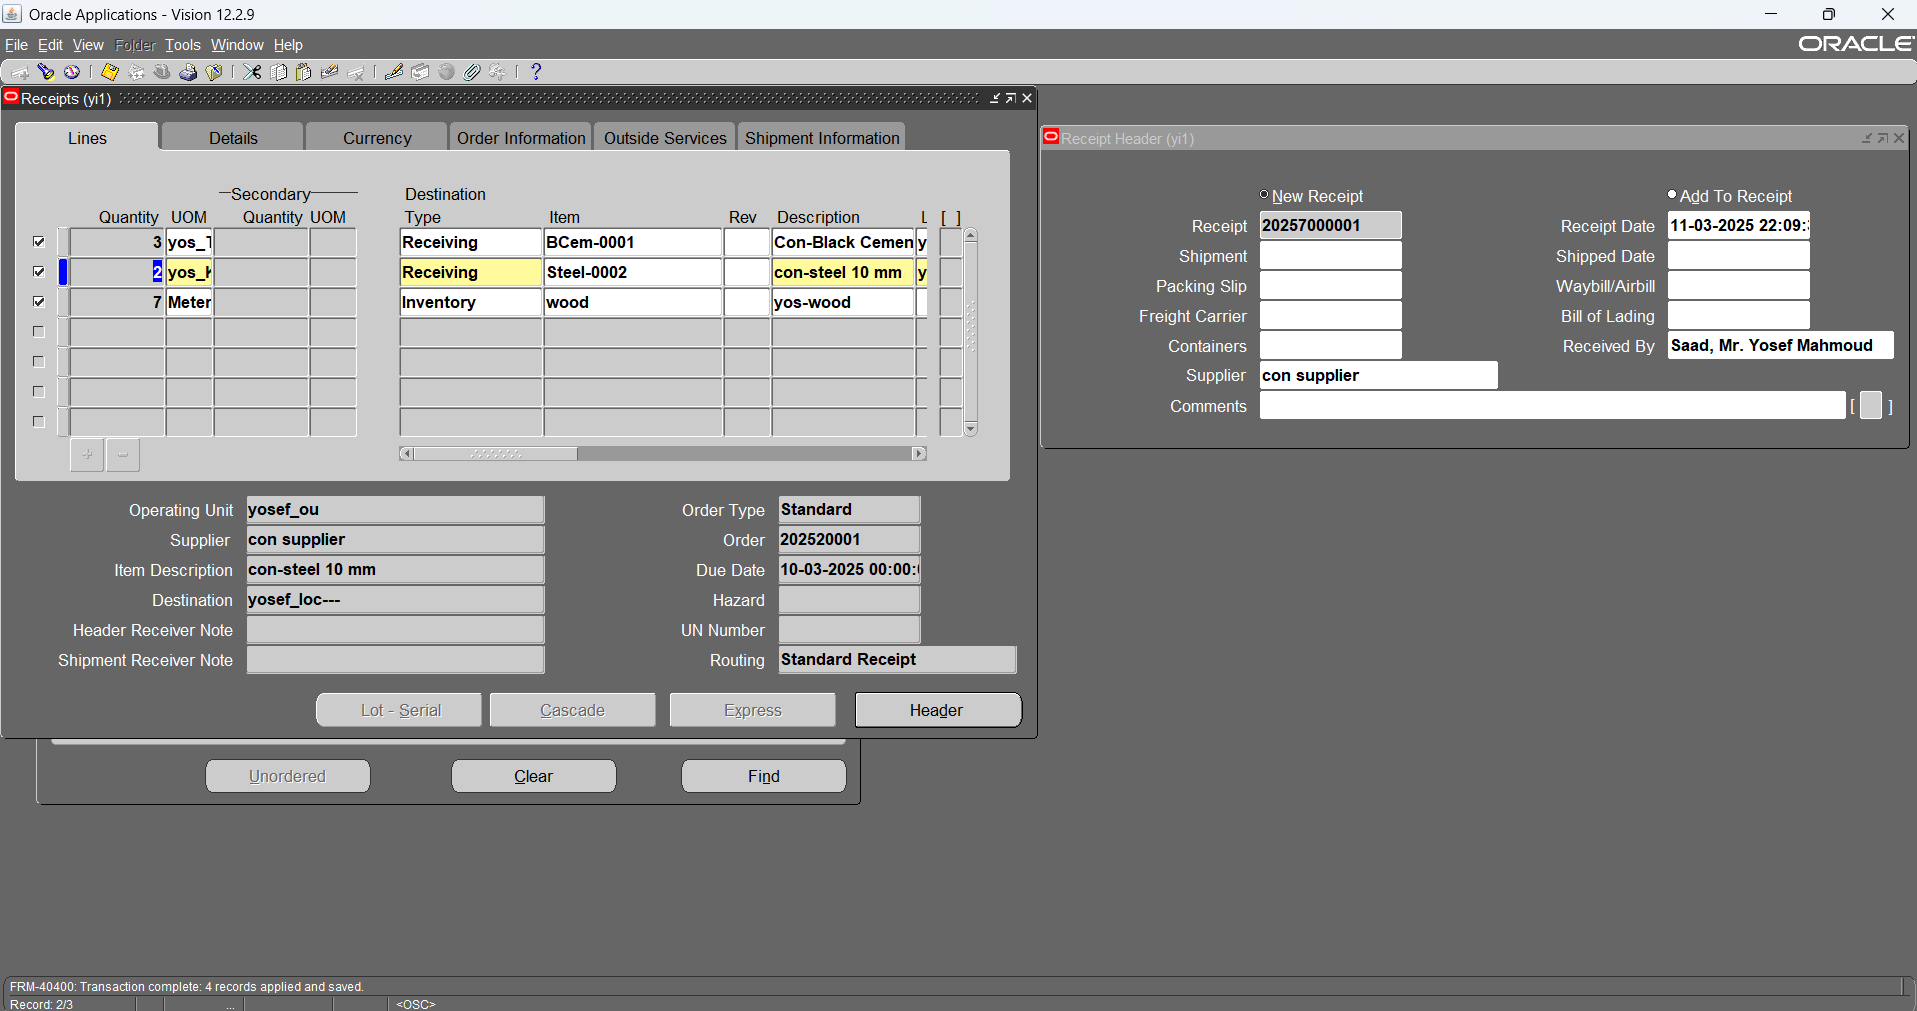 Oracle Applications - Vision 12.2.9
File Edit View Folder Tools Window Help
ORACLE
Receipts (yi1)
Lines Details Currency Order Information Outside Services Shipment Information
Secondary Destination
Quantity UOM Quantity UOM Type Item Rev Description L [ ]
3 yos_T Receiving BCem-0001 Con-Black Cemen y
2 yos_k Receiving Steel-0002 con-steel 10 mm y
7 Meter Inventory wood yos-wood
Operating Unit yosef_ou Order Type Standard
Supplier con supplier Order 202520001
Item Description con-steel 10 mm Due Date 10-03-2025 00:00:
Destination yosef_loc--- Hazard
Header Receiver Note UN Number
Shipment Receiver Note Routing Standard Receipt
Lot - Serial Cascade Express Header
Unordered Clear Find
Receipt Header (yi1)
New Receipt Add To Receipt
Receipt 20257000001 Receipt Date 11-03-2025 22:09:
Shipment Shipped Date
Packing Slip Waybill/Airbill
Freight Carrier Bill of Lading
Containers Received By Saad, Mr. Yosef Mahmoud
Supplier con supplier
Comments [ ]
FRM-40400: Transaction complete: 4 records applied and saved.
Record: 2/3 ... <OSC>